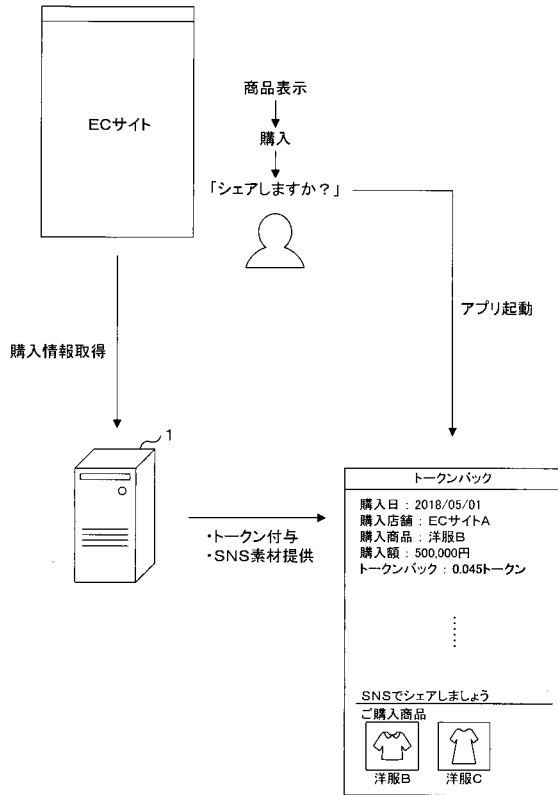 ECサイト
商品表示
購入
「シェアしますか？」
アプリ起動
購入情報取得
1
・トークン付与
・SNS素材提供
トークンバック
購入日：2018/05/01
購入店舗：ECサイトA
購入商品：洋服B
購入額：500,000円
トークンバック：0.045トークン
SNSでシェアしましょう
ご購入商品
洋服B
洋服C